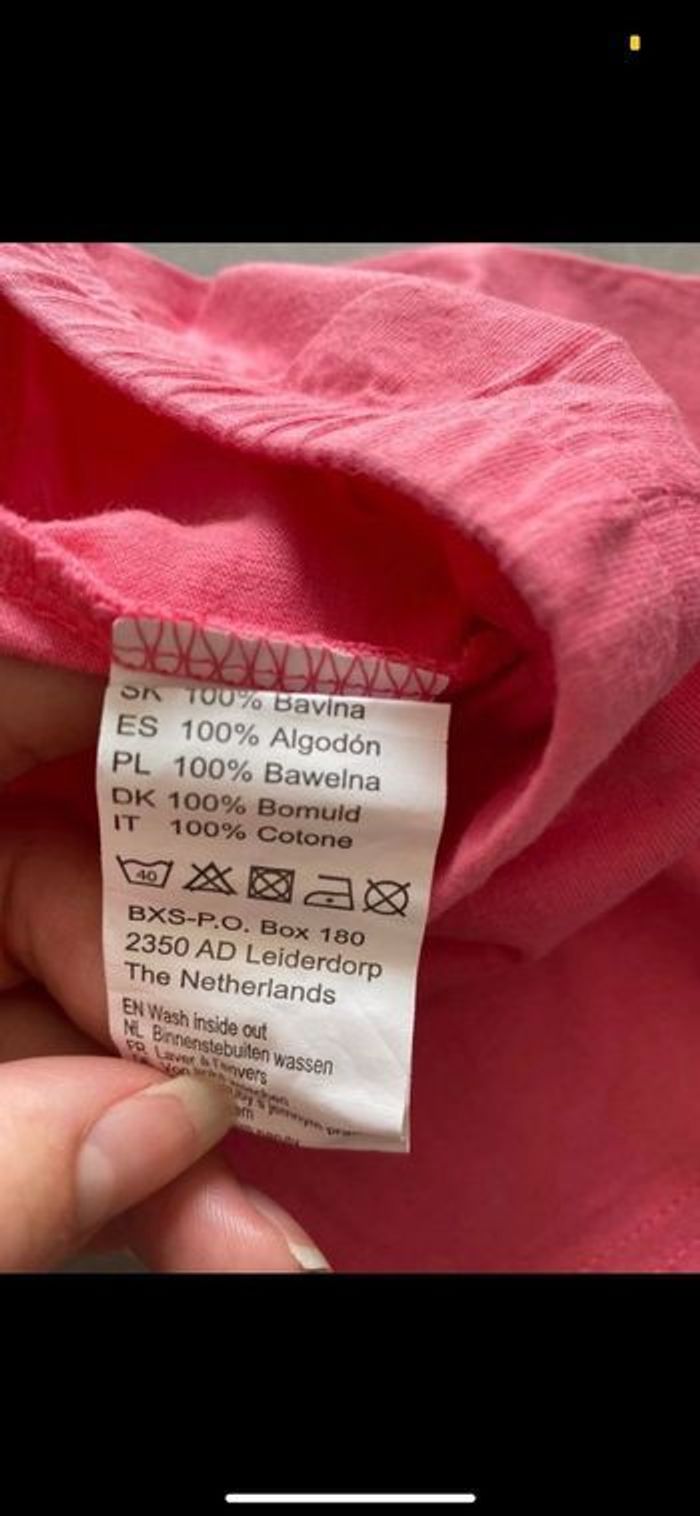 SK 100% Bavlna
ES 100% Algodón
PL 100% Bawełna
DK 100% Bomuld
IT 100% Cotone
40
BXS-P.O. Box 180
2350 AD Leiderdorp
The Netherlands
EN Wash inside out
NL Binnenstebuiten wassen
FR Laver à l'envers
Von